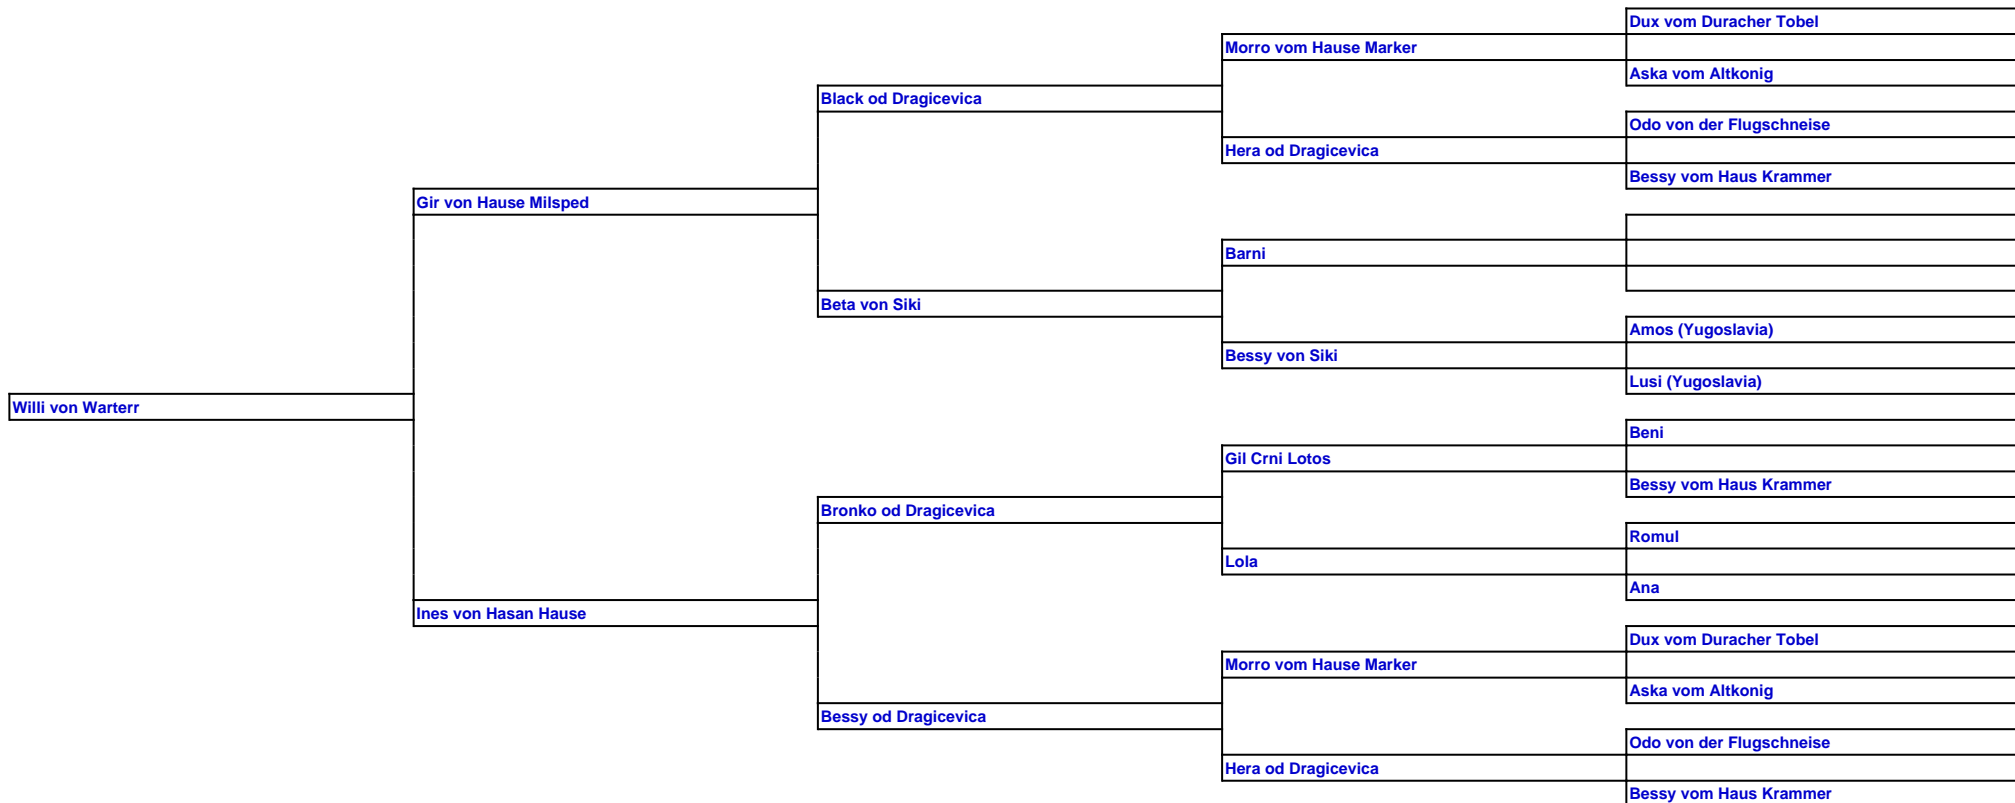 Dux vom Duracher Tobel
Morro vom Hause Marker
Aska vom Altkonig
Black od Dragicevica
Odo von der Flugschneise
Hera od Dragicevica
Bessy vom Haus Krammer
Gir von Hause Milsped
Barni
Beta von Siki
Amos (Yugoslavia)
Bessy von Siki
Lusi (Yugoslavia)
Willi von Warterr
Beni
Gil Crni Lotos
Bessy vom Haus Krammer
Bronko od Dragicevica
Romul
Lola
Ana
Ines von Hasan Hause
Dux vom Duracher Tobel
Morro vom Hause Marker
Aska vom Altkonig
Bessy od Dragicevica
Odo von der Flugschneise
Hera od Dragicevica
Bessy vom Haus Krammer